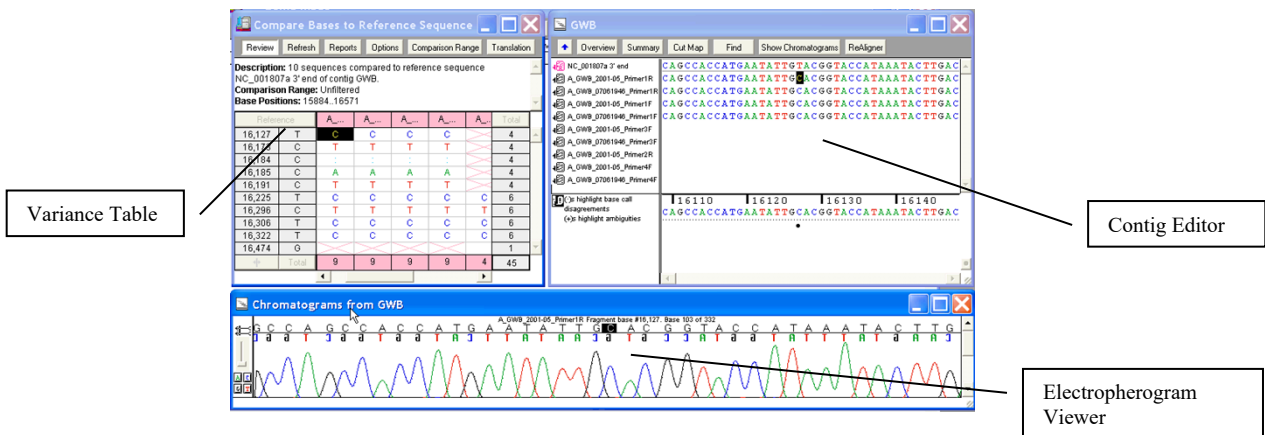 Compare Bases to Reference Sequence
Review Refresh Reports Options Comparison Range Translation
Description: 10 sequences compared to reference sequence
NC_001807a 3' end of contig GWB.
Comparison Range: Unfiltered
Base Positions: 15884..16571
Reference A_... A_... A_... A_... A_.. Total
16,127 T C C C C 4
C T T T T 4
16,184 C : : : : 4
16,185 C A A A A 4
16,191 C T T T T 4
16,225 T C C C C C 6
16,296 C T T T T T 6
16,306 T C C C C C 6
16,322 T C C C C C 6
16,474 G 1
+ Total 9 9 9 9 4 45
GWB
Overview Summary Cut Map Find Show Chromatograms ReAligner
NC_001807a 3' end CAGCCACCATGAATATTGTACGGTACCATAAATACTTGAC
A_GWB_2001-05_Primer1R CAGCCACCATGAATATTGCACGGTACCATAAATACTTGAC
A_GWB_07061946_Primer1R CAGCCACCATGAATATTGCACGGTACCATAAATACTTGAC
A_GWB_2001-05_Primer1F CAGCCACCATGAATATTGCACGGTACCATAAATACTTGAC
A_GWB_07061946_Primer1F CAGCCACCATGAATATTGCACGGTACCATAAATACTTGAC
A_GWB_2001-05_Primer3F
A_GWB_07061946_Primer3F
A_GWB_2001-05_Primer2R
A_GWB_2001-05_Primer4F
A_GWB_07061946_Primer4F
(·)s highlight base call
disagreements
(+)s highlight ambiguities
16110 16120 16130 16140
CAGCCACCATGAATATTGCACGGTACCATAAATACTTGAC
Variance Table
Contig Editor
Chromatograms from GWB
A_GWB_2001-05_Primer1R Fragment base #16,127. Base 103 of 332
G C C A G C C A C C A T G A A T A T T G C A C G G T A C C A T A A A T A C T T G
Electropherogram
Viewer